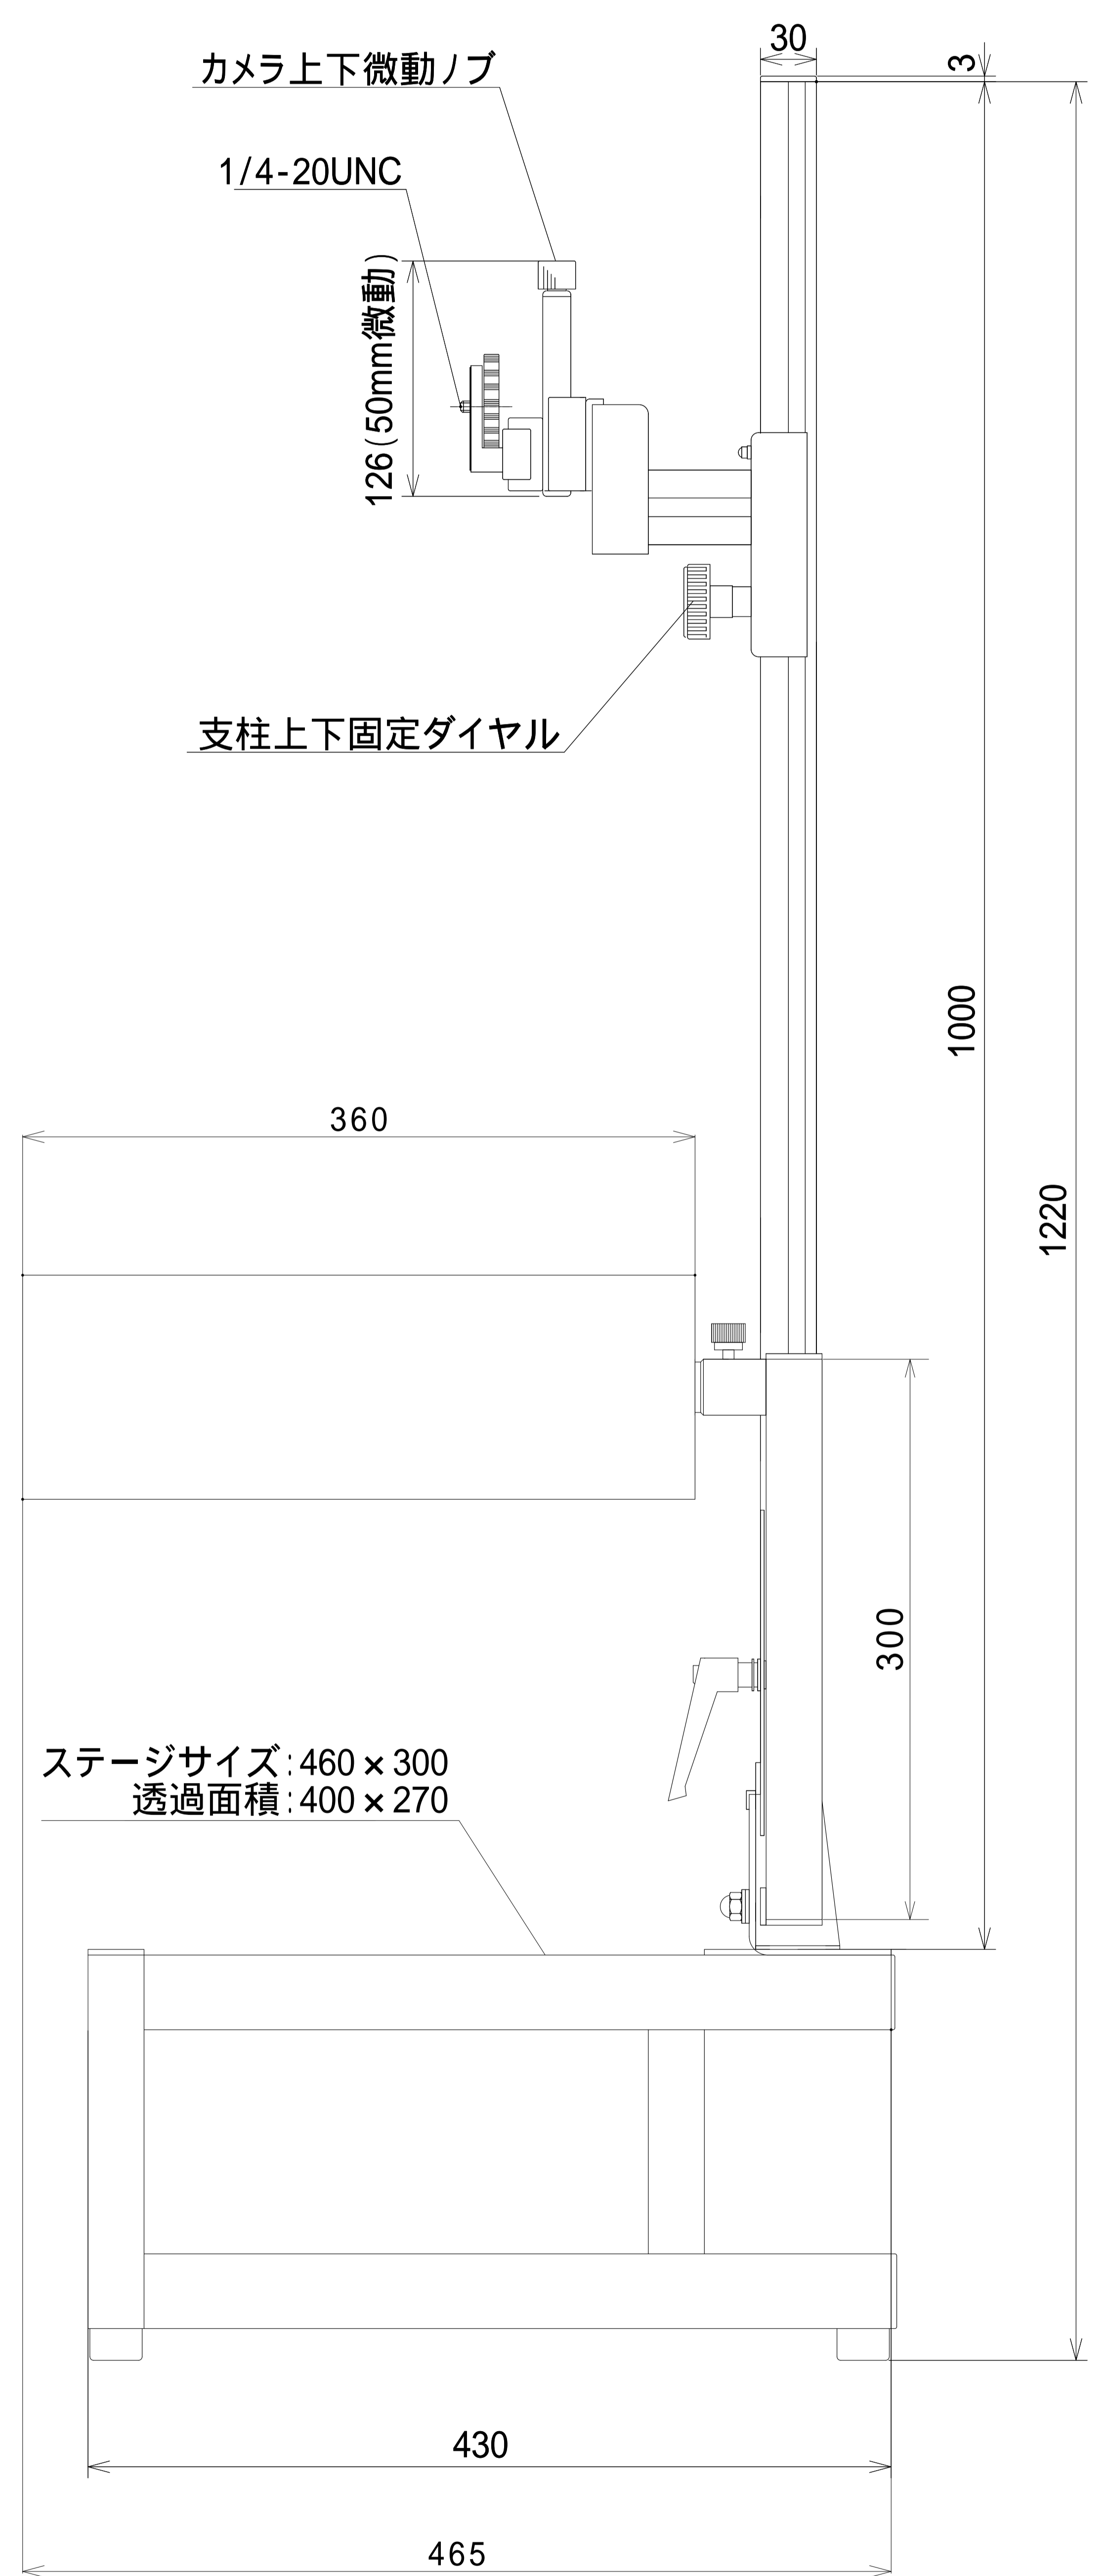 30
3
カメラ上下微動ノブ
1/4-20UNC
126(50mm微動)
支柱上下固定ダイヤル
1000
360
1220
300
ステージサイズ:460×300
透過面積:400×270
430
465